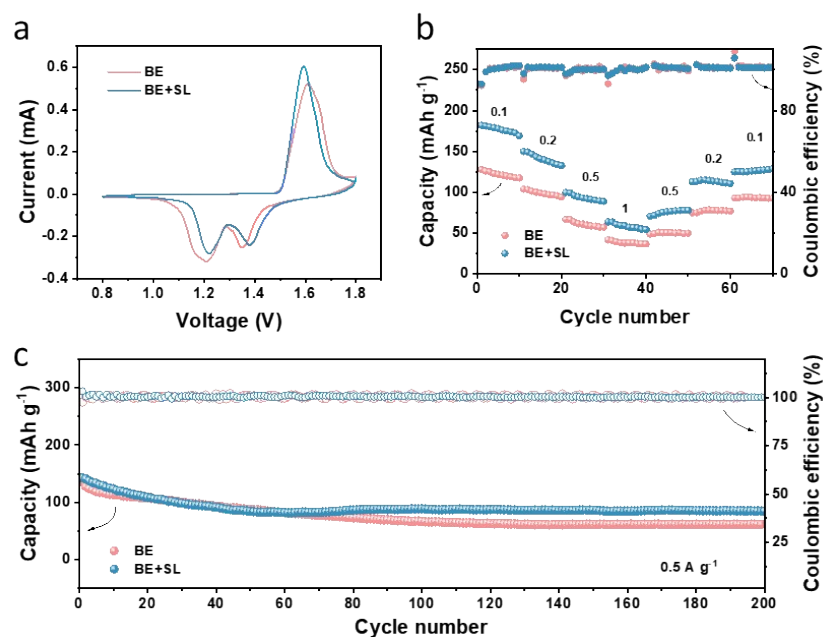 a
BE
BE+SL
0.6
0.4
0.2
0.0
-0.2
-0.4
Current (mA)
0.8 1.0 1.2 1.4 1.6 1.8
Voltage (V)
b
250
200
150
100
50
0
Capacity (mAh g⁻¹)
0.1
0.2
0.5
1
0.5
0.2
0.1
BE
BE+SL
80
40
0
Coulombic efficiency (%)
0 20 40 60
Cycle number
c
300
200
100
0
Capacity (mAh g⁻¹)
BE
BE+SL
0.5 A g⁻¹
100
75
50
25
Coulombic efficiency (%)
0 20 40 60 80 100 120 140 160 180 200
Cycle number